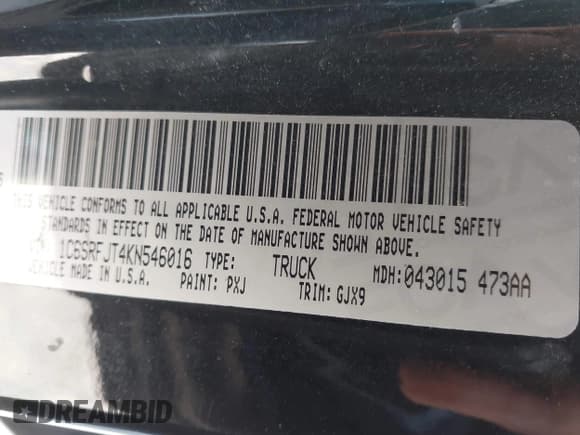 THIS VEHICLE CONFORMS TO ALL APPLICABLE U.S.A. FEDERAL MOTOR VEHICLE SAFETY
STANDARDS IN EFFECT ON THE DATE OF MANUFACTURE SHOWN ABOVE.
1C6SRFJT4KN546016 TYPE: TRUCK MDH:043015 473AA
VEHICLE MADE IN U.S.A. PAINT: PXJ TRIM: GJX9
DREAMBID